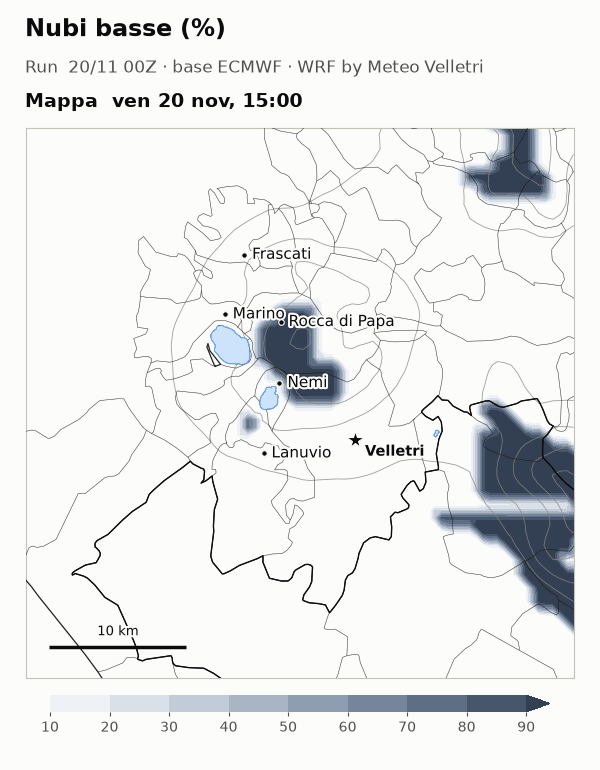 Nubi basse (%)
Run  20/11 00Z · base ECMWF · WRF by Meteo Velletri
Mappa  ven 20 nov, 15:00
Frascati
Marino
Rocca di Papa
Nemi
Velletri
Lanuvio
10 km
10 20 30 40 50 60 70 80 90